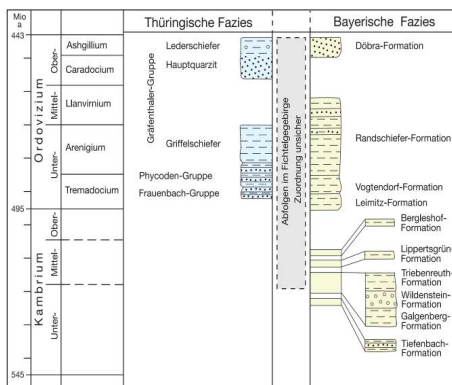 Mio a
Thüringische Fazies
Bayerische Fazies
443
495
545
Ordovizium
Kambrium
Ober-
Mittel-
Unter-
Ober-
Mittel-
Unter-
Ashgillium
Caradocium
Llanvirnium
Arenigium
Tremadocium
Gräfenthaler-Gruppe
Lederschiefer
Hauptquarzit
Griffelschiefer
Phycoden-Gruppe
Frauenbach-Gruppe
Abfolgen im Fichtelgebirge
Zuordnung unsicher
Döbra-Formation
Randschiefer-Formation
Vogtendorf-Formation
Leimitz-Formation
Bergleshof-
Formation
Lippertsgrün-
Formation
Triebenreuth-
Formation
Wildenstein-
Formation
Galgenberg-
Formation
Tiefenbach-
Formation